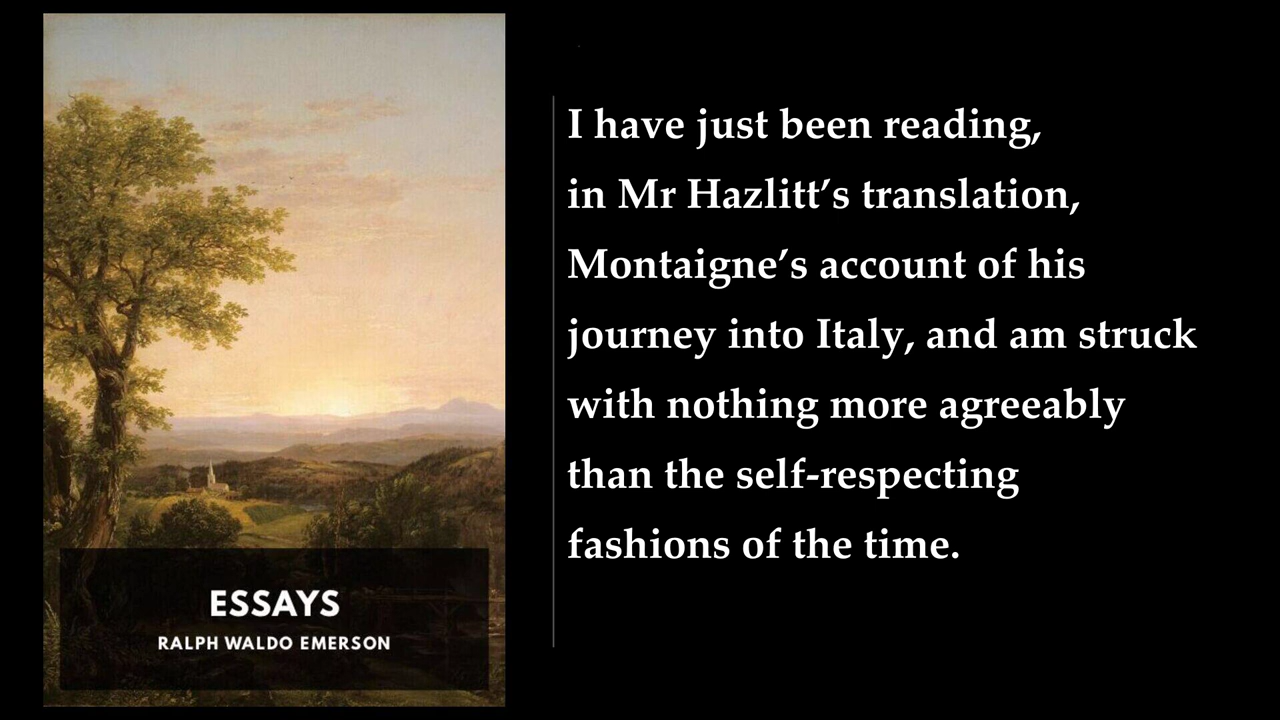 ESSAYS
RALPH WALDO EMERSON
I have just been reading,
in Mr Hazlitt’s translation,
Montaigne’s account of his
journey into Italy, and am struck
with nothing more agreeably
than the self-respecting
fashions of the time.